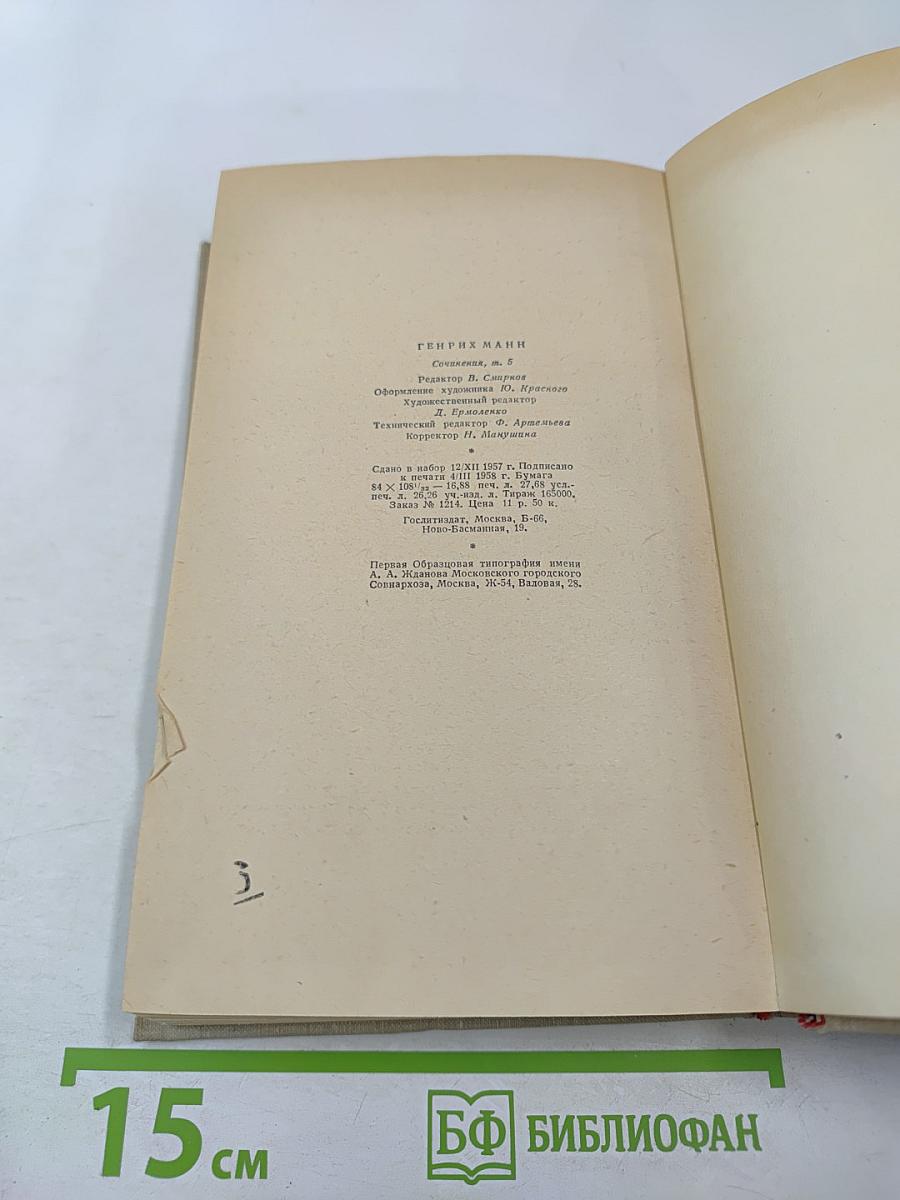 ГЕНРИХ МАНН
Сочинения, т. 5
Редактор В. Смирнов
Оформление художника Ю. Красного
Художественный редактор
Д. Ермоленко
Технический редактор Ф. Артемьева
Корректор Н. Манушина
*
Сдано в набор 12/XII 1957 г. Подписано
к печати 4/III 1958 г. Бумага
84 × 108¹/₃₂ — 16,88 печ. л. 27,68 усл.-
печ. л. 26,26 уч.-изд. л. Тираж 165000.
Заказ № 1214. Цена 11 р. 50 к.
Гослитиздат, Москва, Б-66,
Ново-Басманная, 19.
*
Первая Образцовая типография имени
А. А. Жданова Московского городского
Совнархоза, Москва, Ж-54, Валовая, 28.
15 см
БФ БИБЛИОФАН